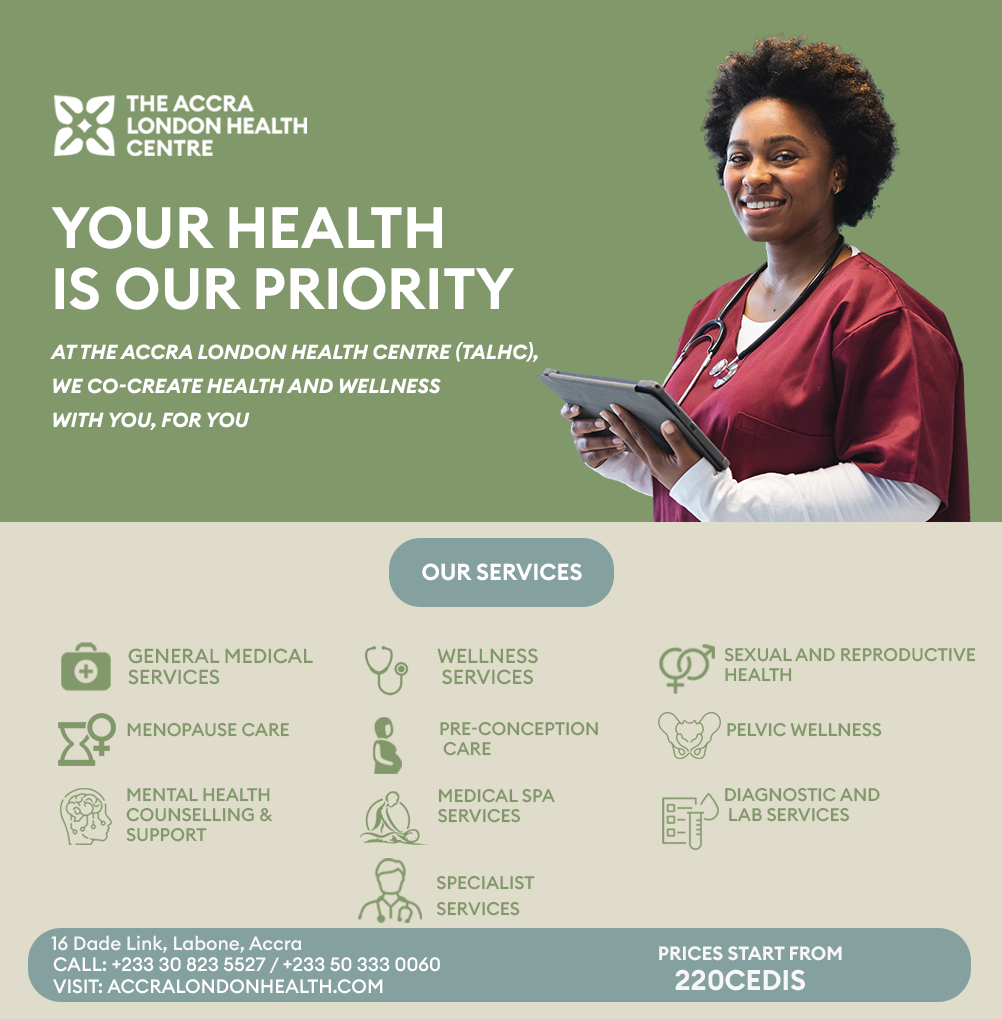 THE ACCRA
LONDON HEALTH
CENTRE
YOUR HEALTH
IS OUR PRIORITY
AT THE ACCRA LONDON HEALTH CENTRE (TALHC),
WE CO-CREATE HEALTH AND WELLNESS
WITH YOU, FOR YOU
OUR SERVICES
GENERAL MEDICAL
SERVICES
WELLNESS
SERVICES
SEXUAL AND REPRODUCTIVE
HEALTH
MENOPAUSE CARE
PRE-CONCEPTION
CARE
PELVIC WELLNESS
MENTAL HEALTH
COUNSELLING &
SUPPORT
MEDICAL SPA
SERVICES
DIAGNOSTIC AND
LAB SERVICES
SPECIALIST
SERVICES
16 Dade Link, Labone, Accra
CALL: +233 30 823 5527 / +233 50 333 0060
VISIT: ACCRALONDONHEALTH.COM
PRICES START FROM
220CEDIS